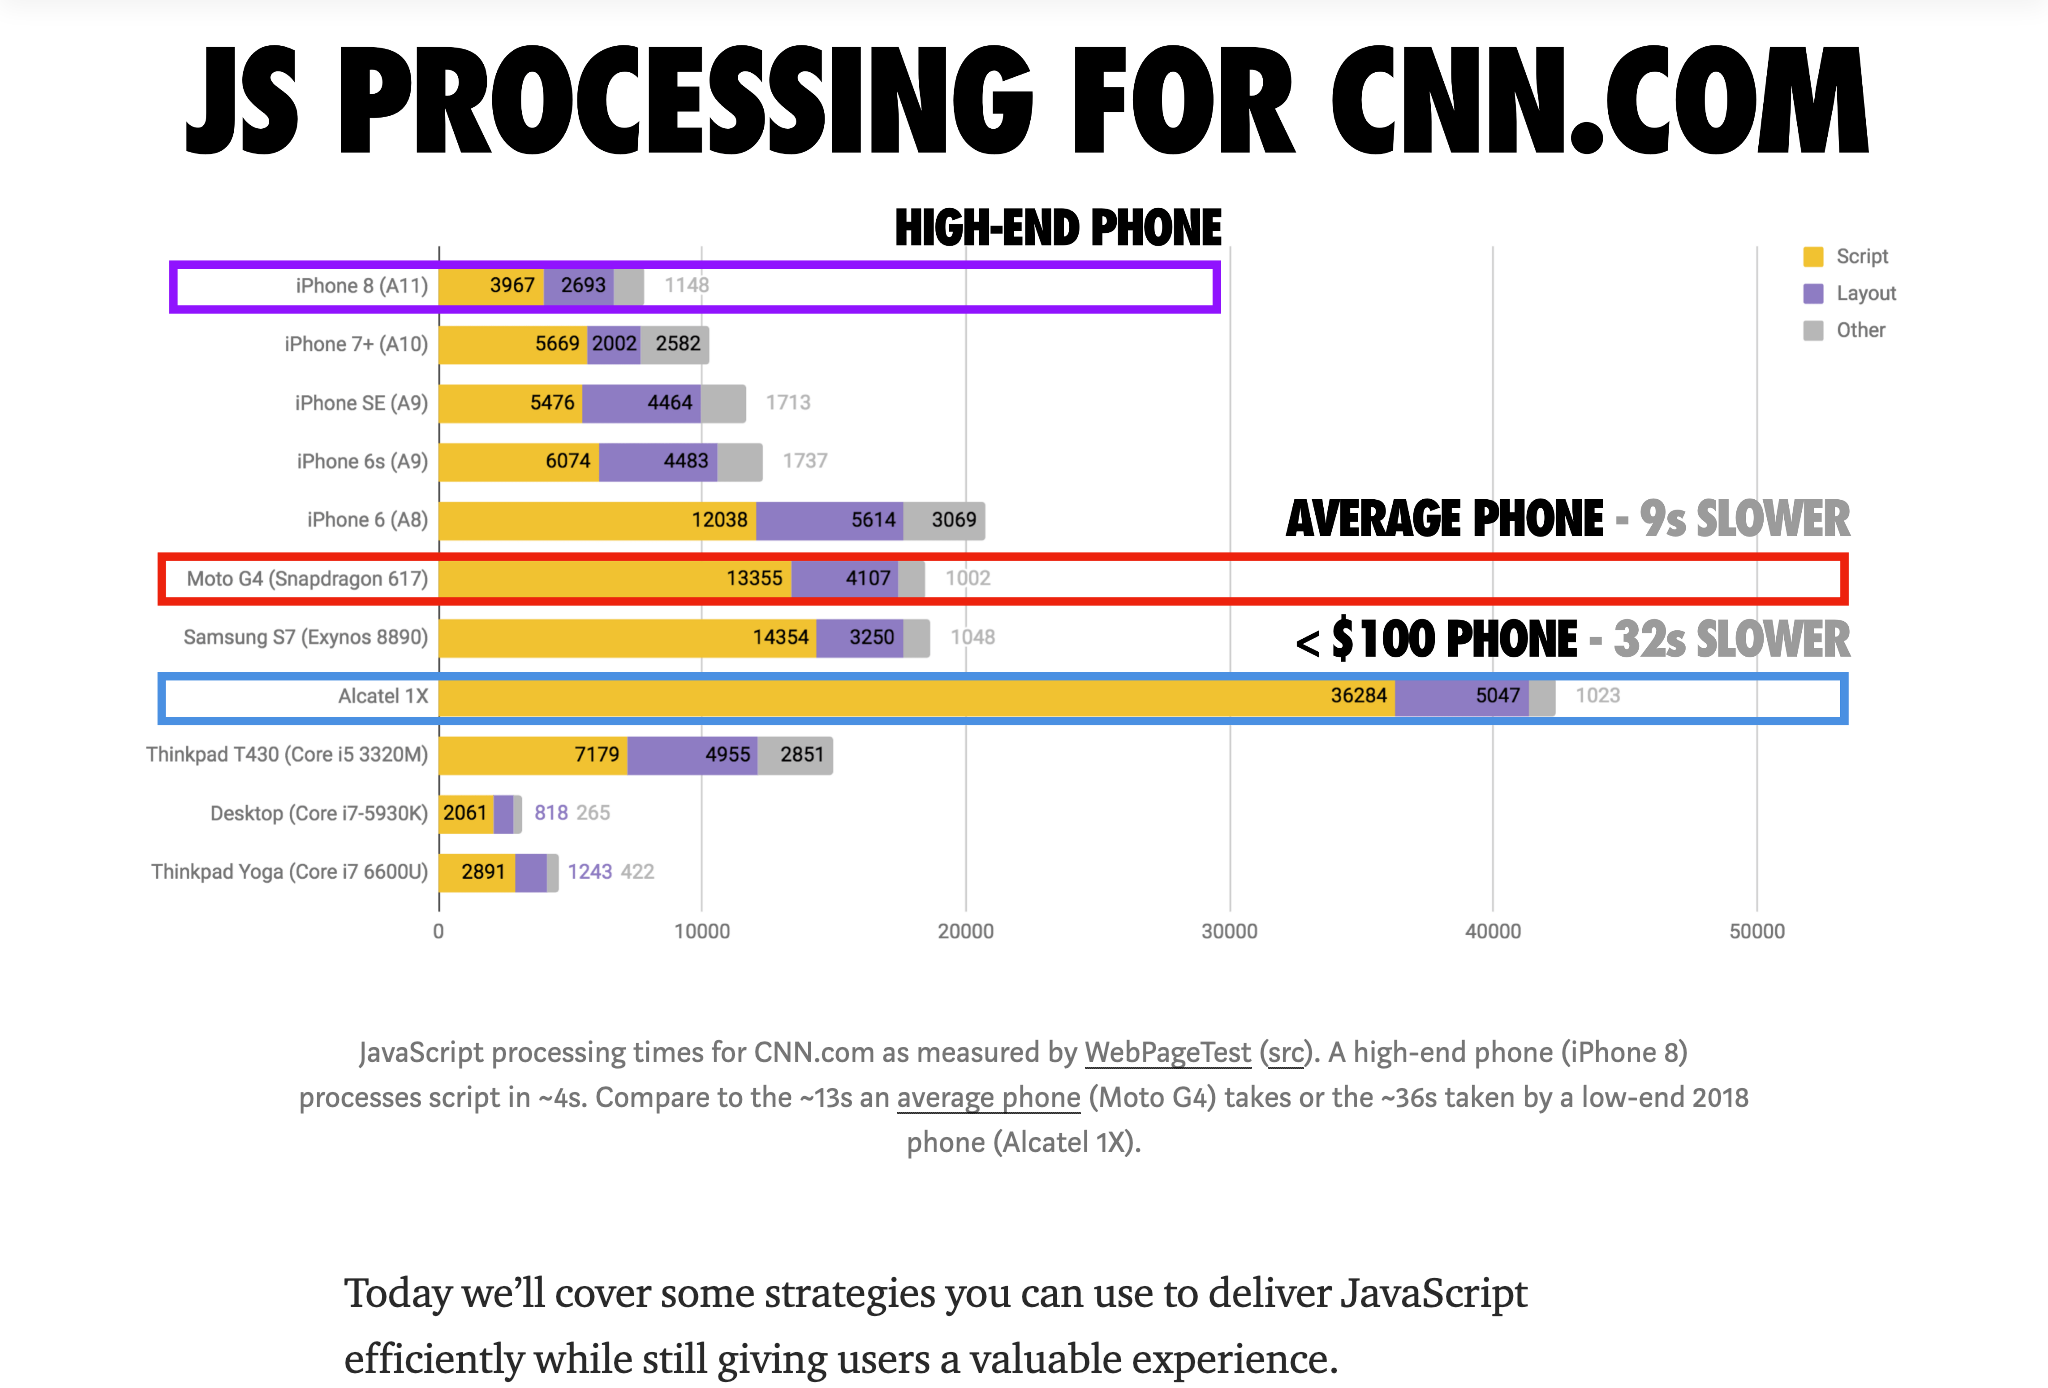 JS PROCESSING FOR CNN.COM
HIGH-END PHONE
Script
Layout
Other
iPhone 8 (A11) 3967 2693 1148
iPhone 7+ (A10) 5669 2002 2582
iPhone SE (A9) 5476 4464 1713
iPhone 6s (A9) 6074 4483 1737
iPhone 6 (A8) 12038 5614 3069
AVERAGE PHONE - 9s SLOWER
Moto G4 (Snapdragon 617) 13355 4107 1002
Samsung S7 (Exynos 8890) 14354 3250 1048
< $100 PHONE - 32s SLOWER
Alcatel 1X 36284 5047 1023
Thinkpad T430 (Core i5 3320M) 7179 4955 2851
Desktop (Core i7-5930K) 2061 818 265
Thinkpad Yoga (Core i7 6600U) 2891 1243 422
0 10000 20000 30000 40000 50000
JavaScript processing times for CNN.com as measured by WebPageTest (src). A high-end phone (iPhone 8)
processes script in ~4s. Compare to the ~13s an average phone (Moto G4) takes or the ~36s taken by a low-end 2018
phone (Alcatel 1X).
Today we’ll cover some strategies you can use to deliver JavaScript
efficiently while still giving users a valuable experience.